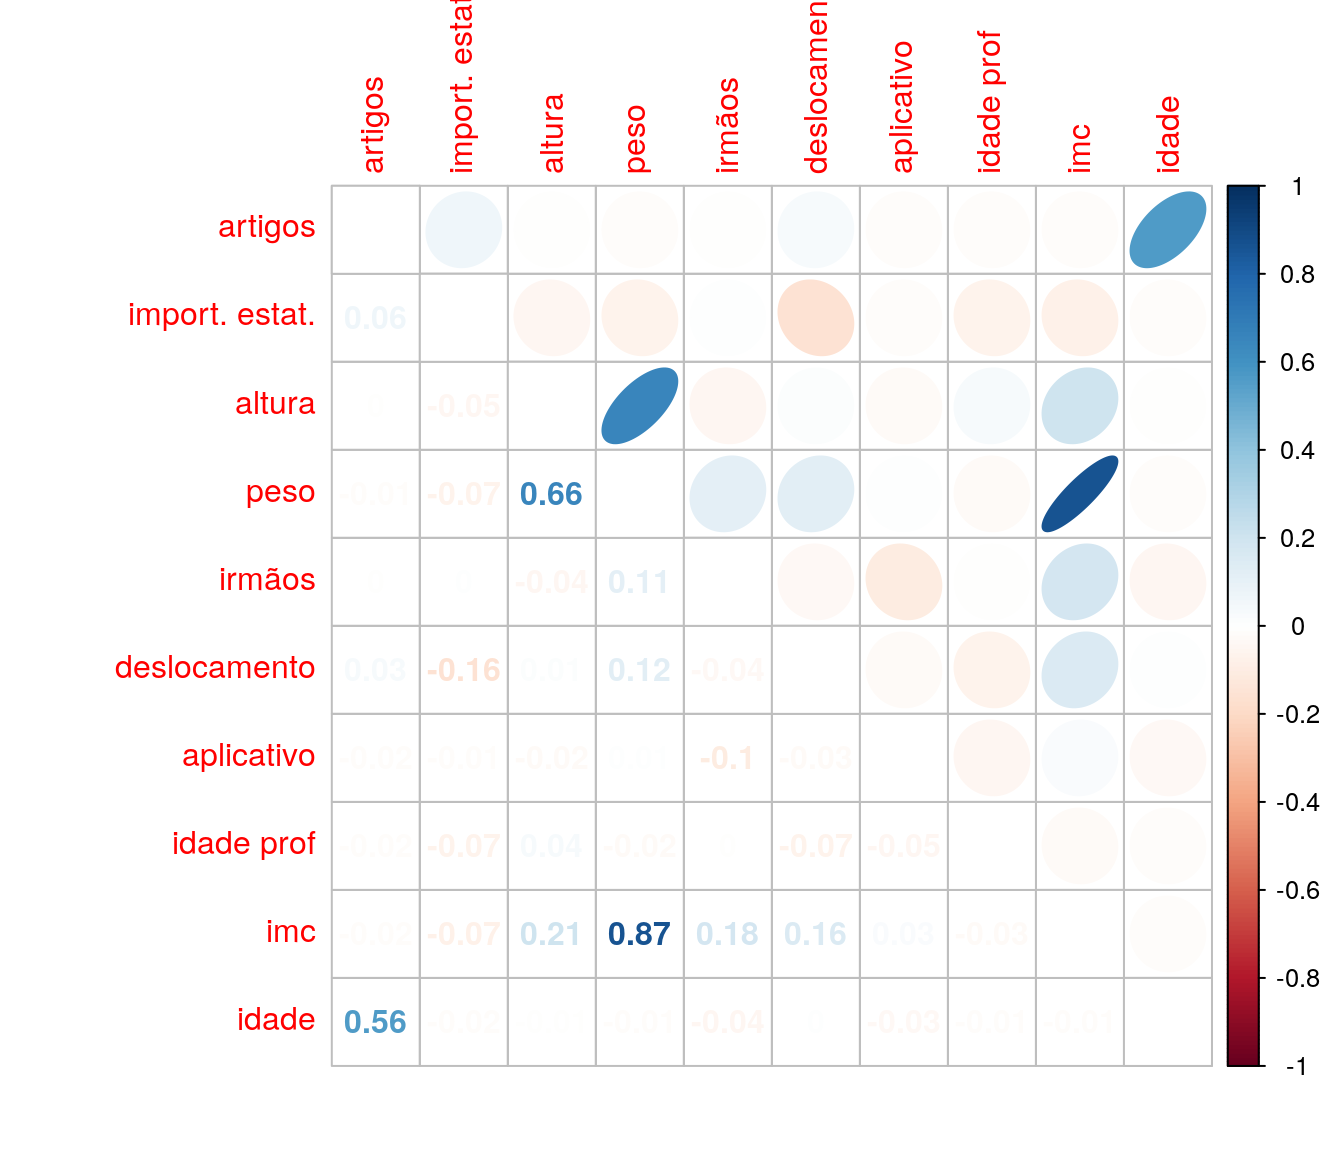 artigos import. estat deslocamen altura peso irmãos aplicativo idade prof imc idade
artigos 1
import. estat. 0.06 0.8
altura -0.05 0.6
peso -0.01 -0.07 0.66 0.4
irmãos -0.04 0.11 0.2
deslocamento 0.03 -0.16 0.01 0.12 -0.04 0
aplicativo -0.02 -0.01 -0.02 -0.1 -0.03 -0.2
idade prof -0.02 -0.07 0.04 -0.02 -0.07 -0.05 -0.4
imc -0.02 -0.07 0.21 0.87 0.18 0.16 0.03 -0.03 -0.6
idade 0.56 -0.02 -0.01 -0.04 -0.03 -0.01 -0.01 -0.8
-1